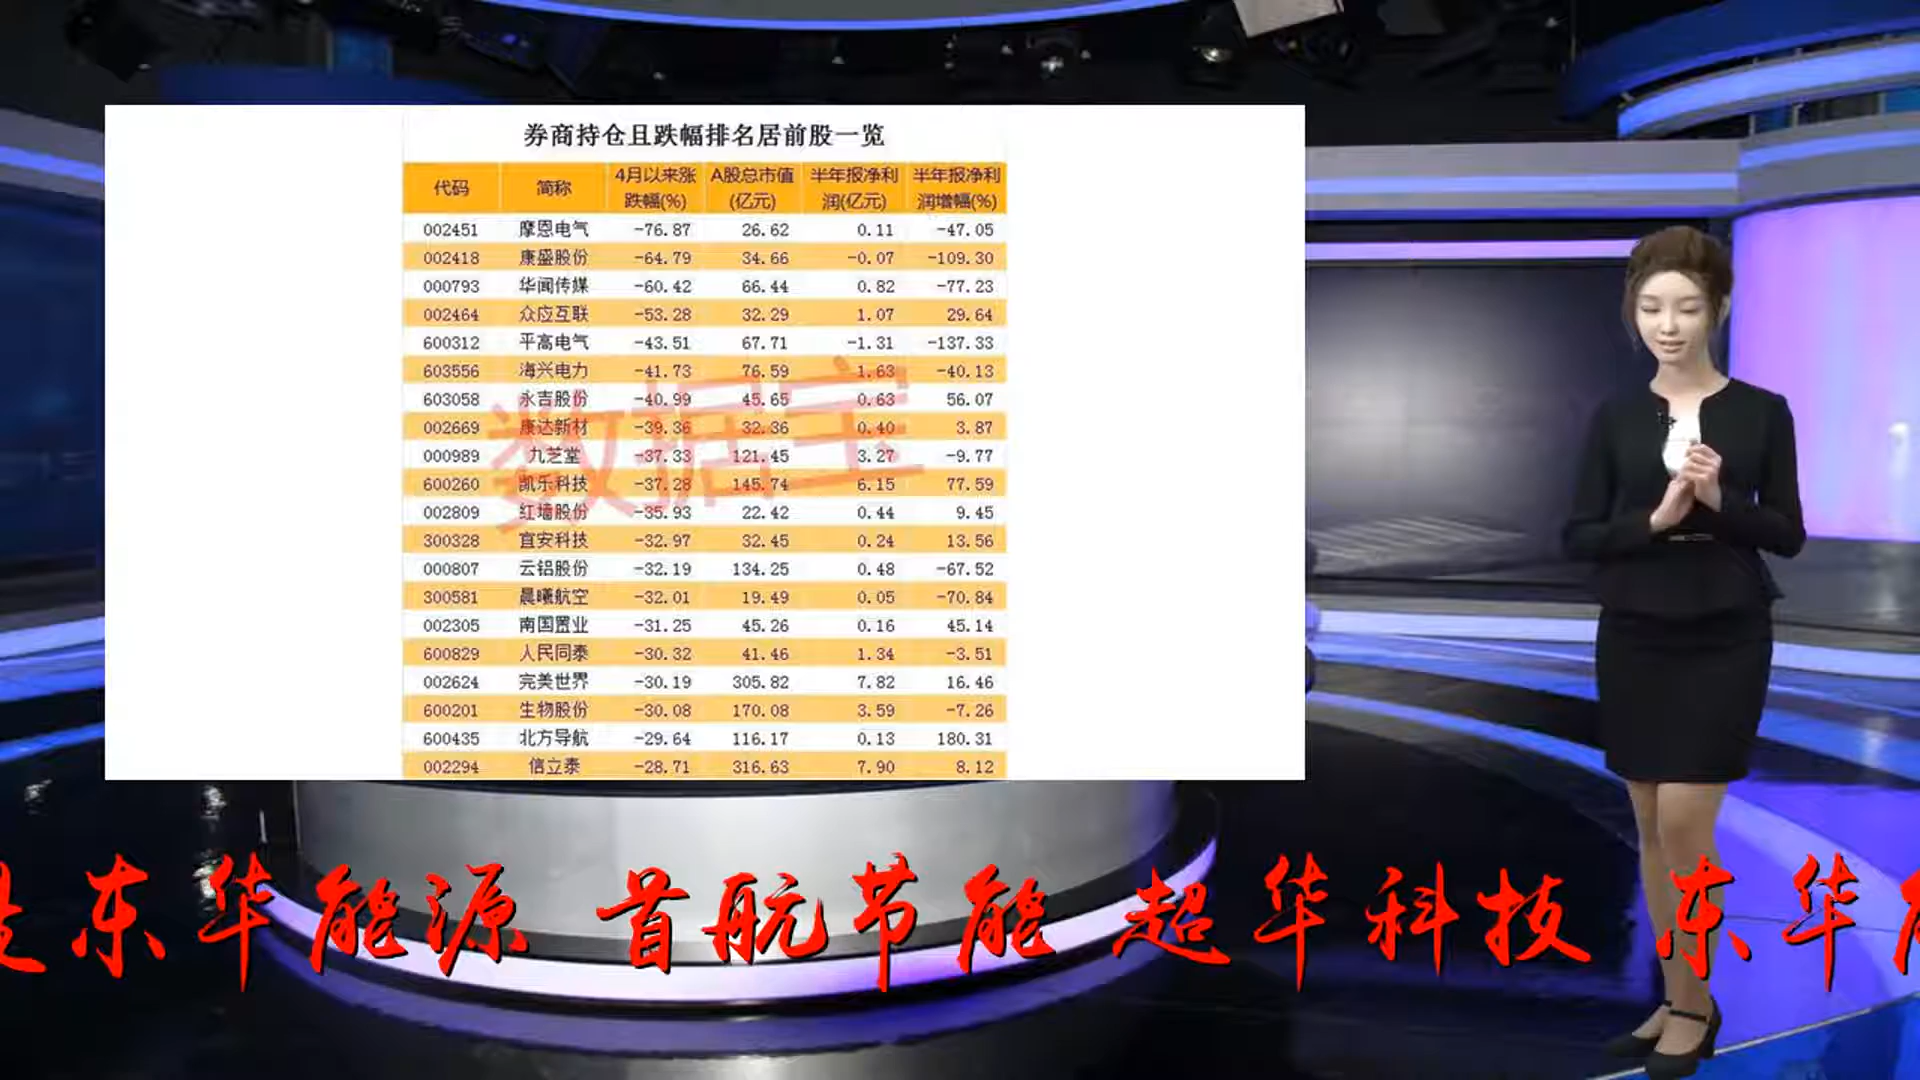 券商持仓且跌幅排名居前股一览
代码 简称 4月以来涨跌幅(%) A股总市值(亿元) 半年报净利润(亿元) 半年报净利润增幅(%)
002451 摩恩电气 -76.87 26.62 0.11 -47.05
002418 康盛股份 -64.79 34.66 -0.07 -109.30
000793 华闻传媒 -60.42 66.44 0.82 -77.23
002464 众应互联 -53.28 32.29 1.07 29.64
600312 平高电气 -43.51 67.71 -1.31 -137.33
603556 海兴电力 -41.73 76.59 1.63 -40.13
603058 永吉股份 -40.99 45.65 0.63 56.07
002669 康达新材 -39.36 32.36 0.40 3.87
000989 九芝堂 -37.33 121.45 3.27 -9.77
600260 凯乐科技 -37.28 145.74 6.15 77.59
002809 红墙股份 -35.93 22.42 0.44 9.45
300328 宜安科技 -32.97 32.45 0.24 13.56
000807 云铝股份 -32.19 134.25 0.48 -67.52
300581 晨曦航空 -32.01 19.49 0.05 -70.84
002305 南国置业 -31.25 45.26 0.16 45.14
600829 人民同泰 -30.32 41.46 1.34 -3.51
002624 完美世界 -30.19 305.82 7.82 16.46
600201 生物股份 -30.08 170.08 3.59 -7.26
600435 北方导航 -29.64 116.17 0.13 180.31
002294 信立泰 -28.71 316.63 7.90 8.12
数据宝
东华能源 首航节能 超华科技 东华